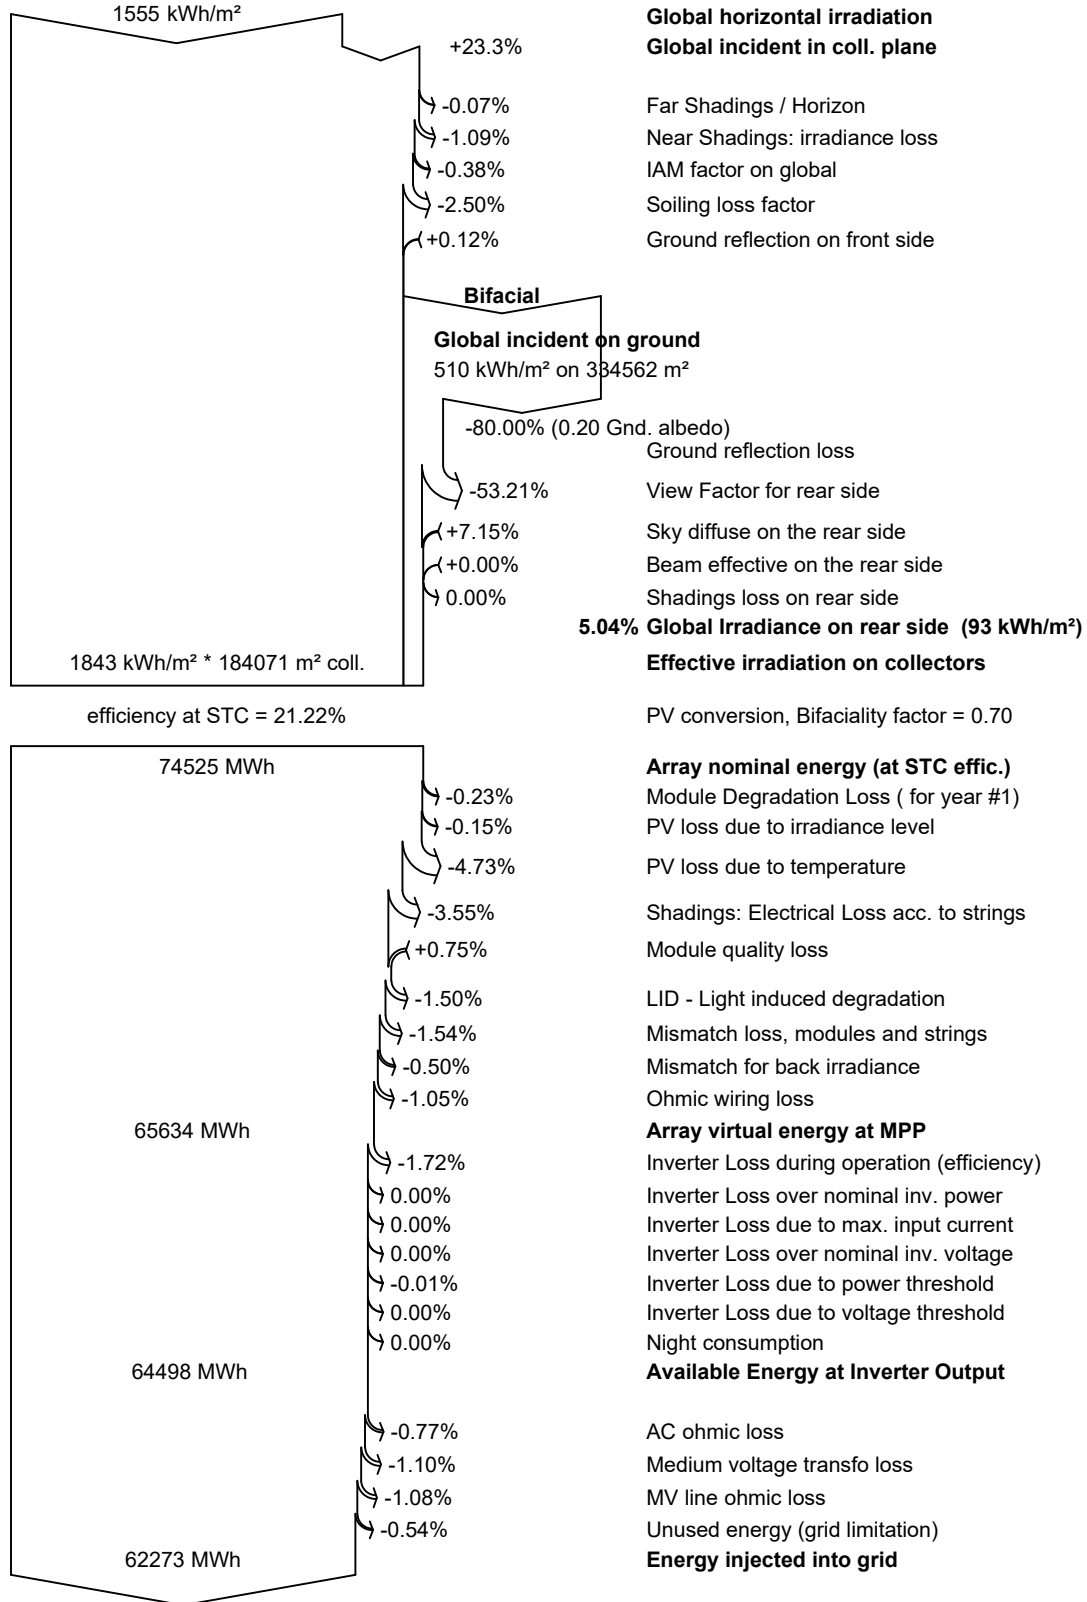 1555 kWh/m² Global horizontal irradiation
+23.3% Global incident in coll. plane
-0.07% Far Shadings / Horizon
-1.09% Near Shadings: irradiance loss
-0.38% IAM factor on global
-2.50% Soiling loss factor
+0.12% Ground reflection on front side
Bifacial
Global incident on ground
510 kWh/m² on 334562 m²
-80.00% (0.20 Gnd. albedo)
Ground reflection loss
-53.21% View Factor for rear side
+7.15% Sky diffuse on the rear side
+0.00% Beam effective on the rear side
0.00% Shadings loss on rear side
5.04% Global Irradiance on rear side (93 kWh/m²)
1843 kWh/m² * 184071 m² coll. Effective irradiation on collectors
efficiency at STC = 21.22% PV conversion, Bifaciality factor = 0.70
74525 MWh Array nominal energy (at STC effic.)
-0.23% Module Degradation Loss ( for year #1)
-0.15% PV loss due to irradiance level
-4.73% PV loss due to temperature
-3.55% Shadings: Electrical Loss acc. to strings
+0.75% Module quality loss
-1.50% LID - Light induced degradation
-1.54% Mismatch loss, modules and strings
-0.50% Mismatch for back irradiance
-1.05% Ohmic wiring loss
65634 MWh Array virtual energy at MPP
-1.72% Inverter Loss during operation (efficiency)
0.00% Inverter Loss over nominal inv. power
0.00% Inverter Loss due to max. input current
0.00% Inverter Loss over nominal inv. voltage
-0.01% Inverter Loss due to power threshold
0.00% Inverter Loss due to voltage threshold
0.00% Night consumption
64498 MWh Available Energy at Inverter Output
-0.77% AC ohmic loss
-1.10% Medium voltage transfo loss
-1.08% MV line ohmic loss
-0.54% Unused energy (grid limitation)
62273 MWh Energy injected into grid